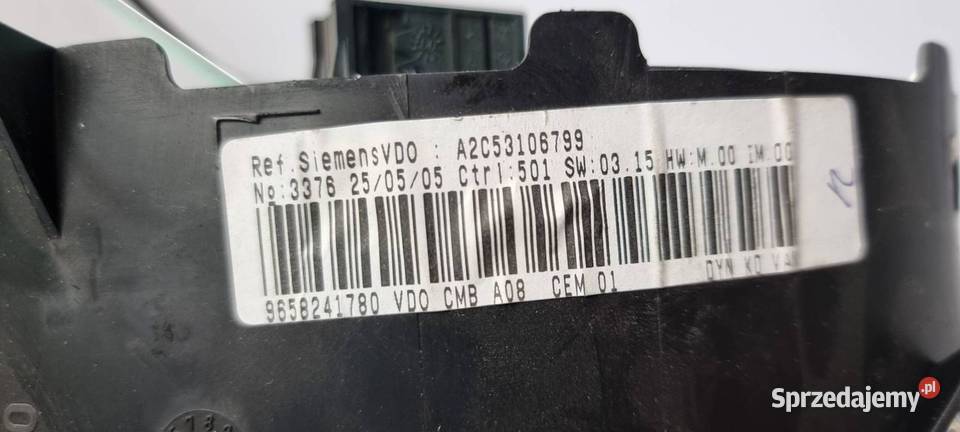 Ref.SiemensVDO : A2C53106799
No:3376 25/05/05 Ctrl:501 SW:03.15 HW:M.00 IM:00
9658241780 VDO CMB A08 CEM 01 DYN KO VAL
Sprzedajemy.pl